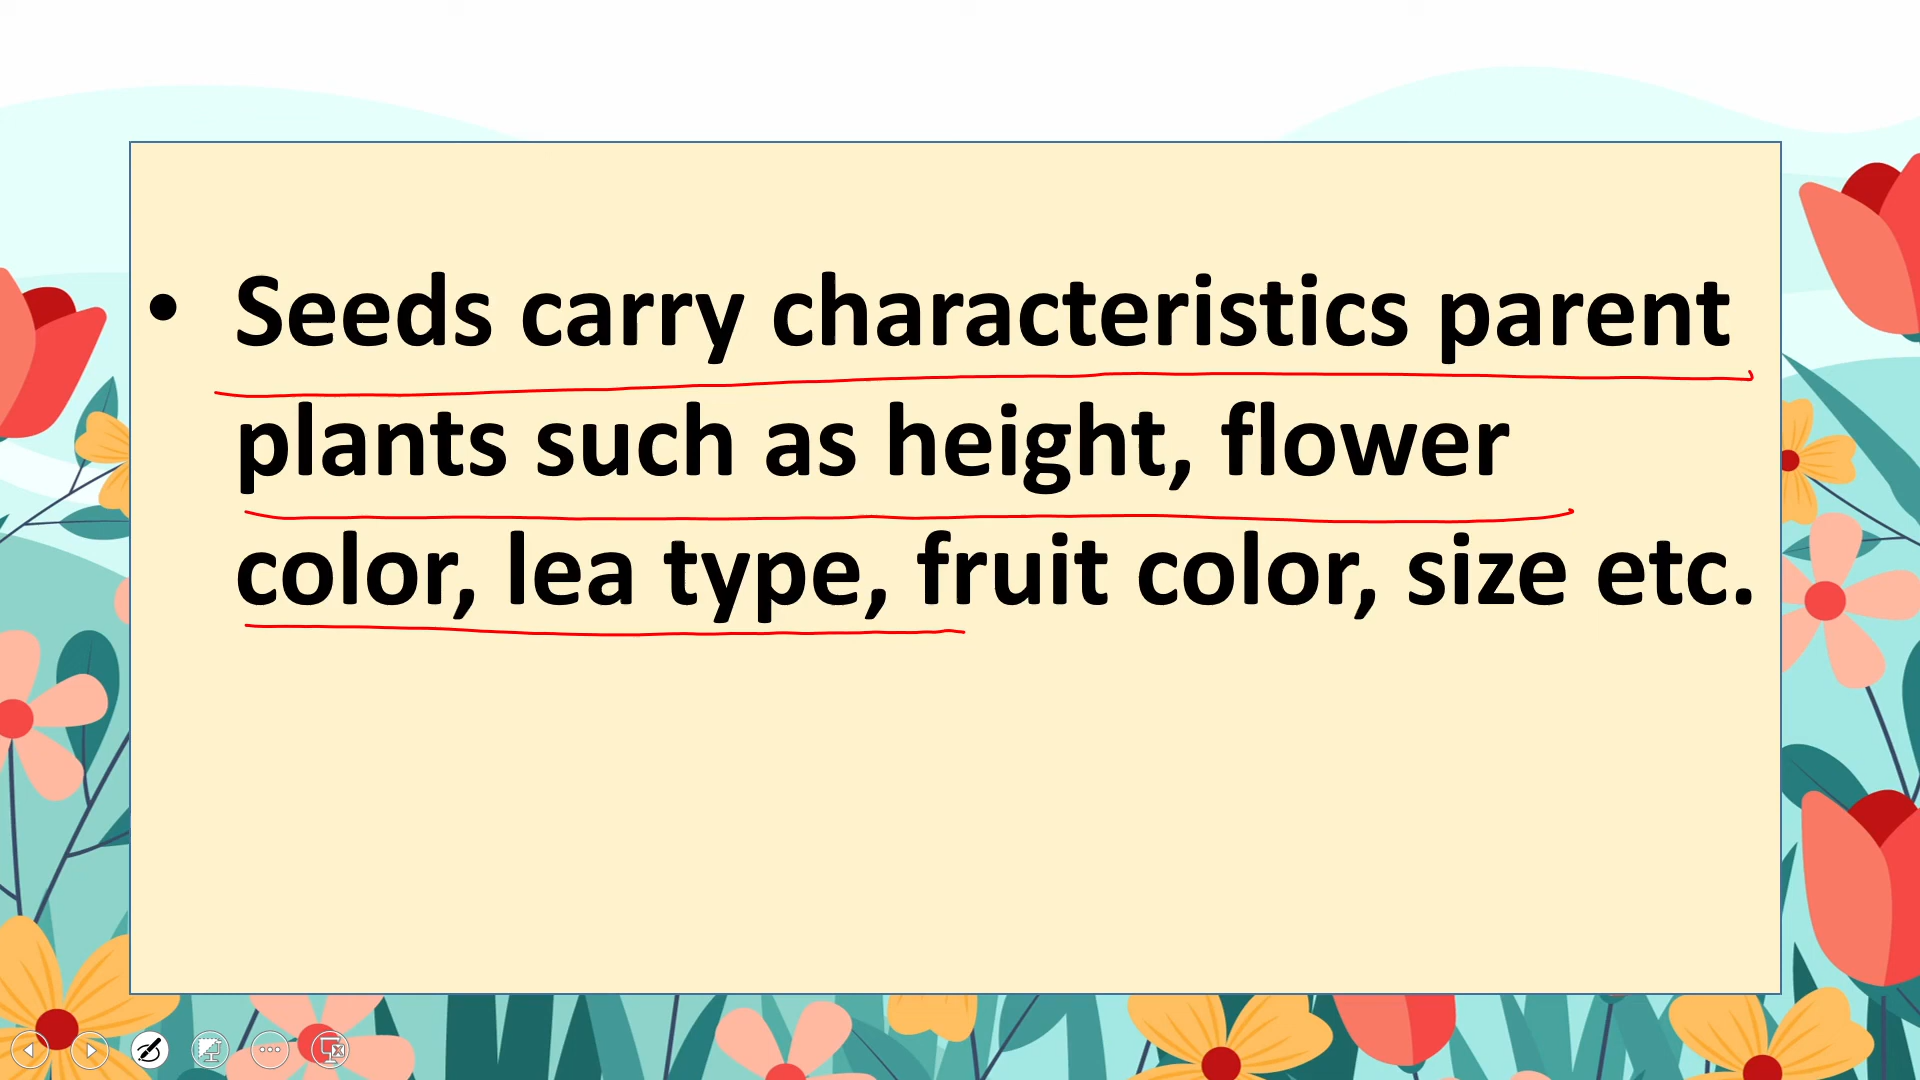 • Seeds carry characteristics parent
plants such as height, flower
color, lea type, fruit color, size etc.